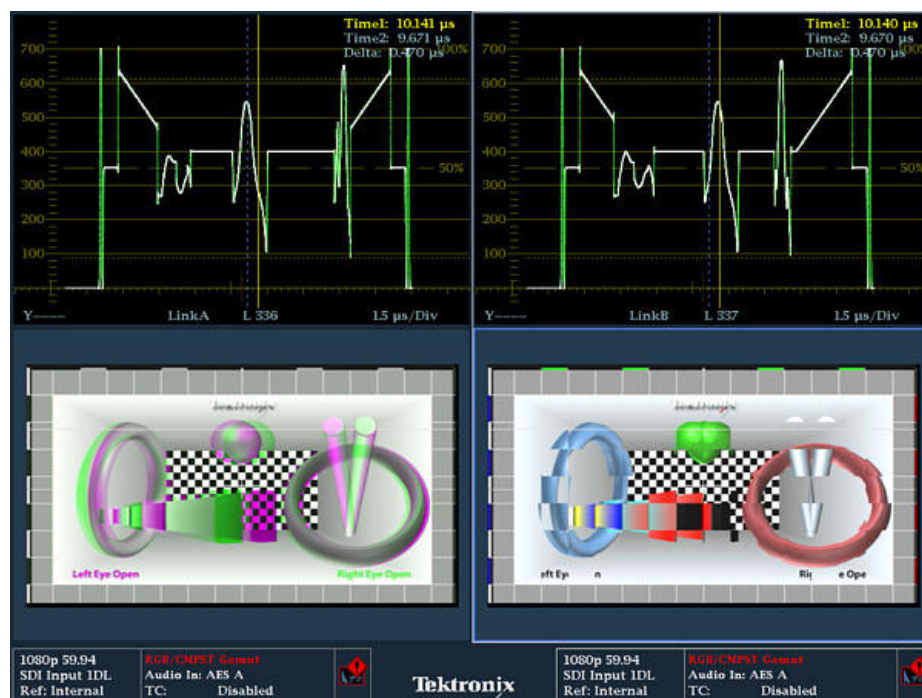 Time1: 10.141 µs
Time2: 9.671 µs
Delta: 0.470 µs
700
100%
600
500
400
50%
300
200
100
Y----
LinkA
L 336
1.5 µs/Div
Time1: 10.140 µs
Time2: 9.670 µs
Delta: 0.470 µs
700
100%
600
500
400
50%
300
200
100
Y----
LinkB
L 337
1.5 µs/Div
Left Eye Open
Right Eye Open
1080p 59.94
SDI Input 1DL
Ref: Internal
RGB/CMPST Gamut
Audio In: AES A
TC: Disabled
Tektronix
1080p 59.94
SDI Input 1DL
Ref: Internal
RGB/CMPST Gamut
Audio In: AES A
TC: Disabled